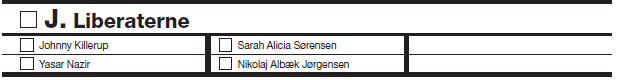 J. Liberaterne
Johnny Killerup
Yasar Nazir
Sarah Alicia Sørensen
Nikolaj Albæk Jørgensen